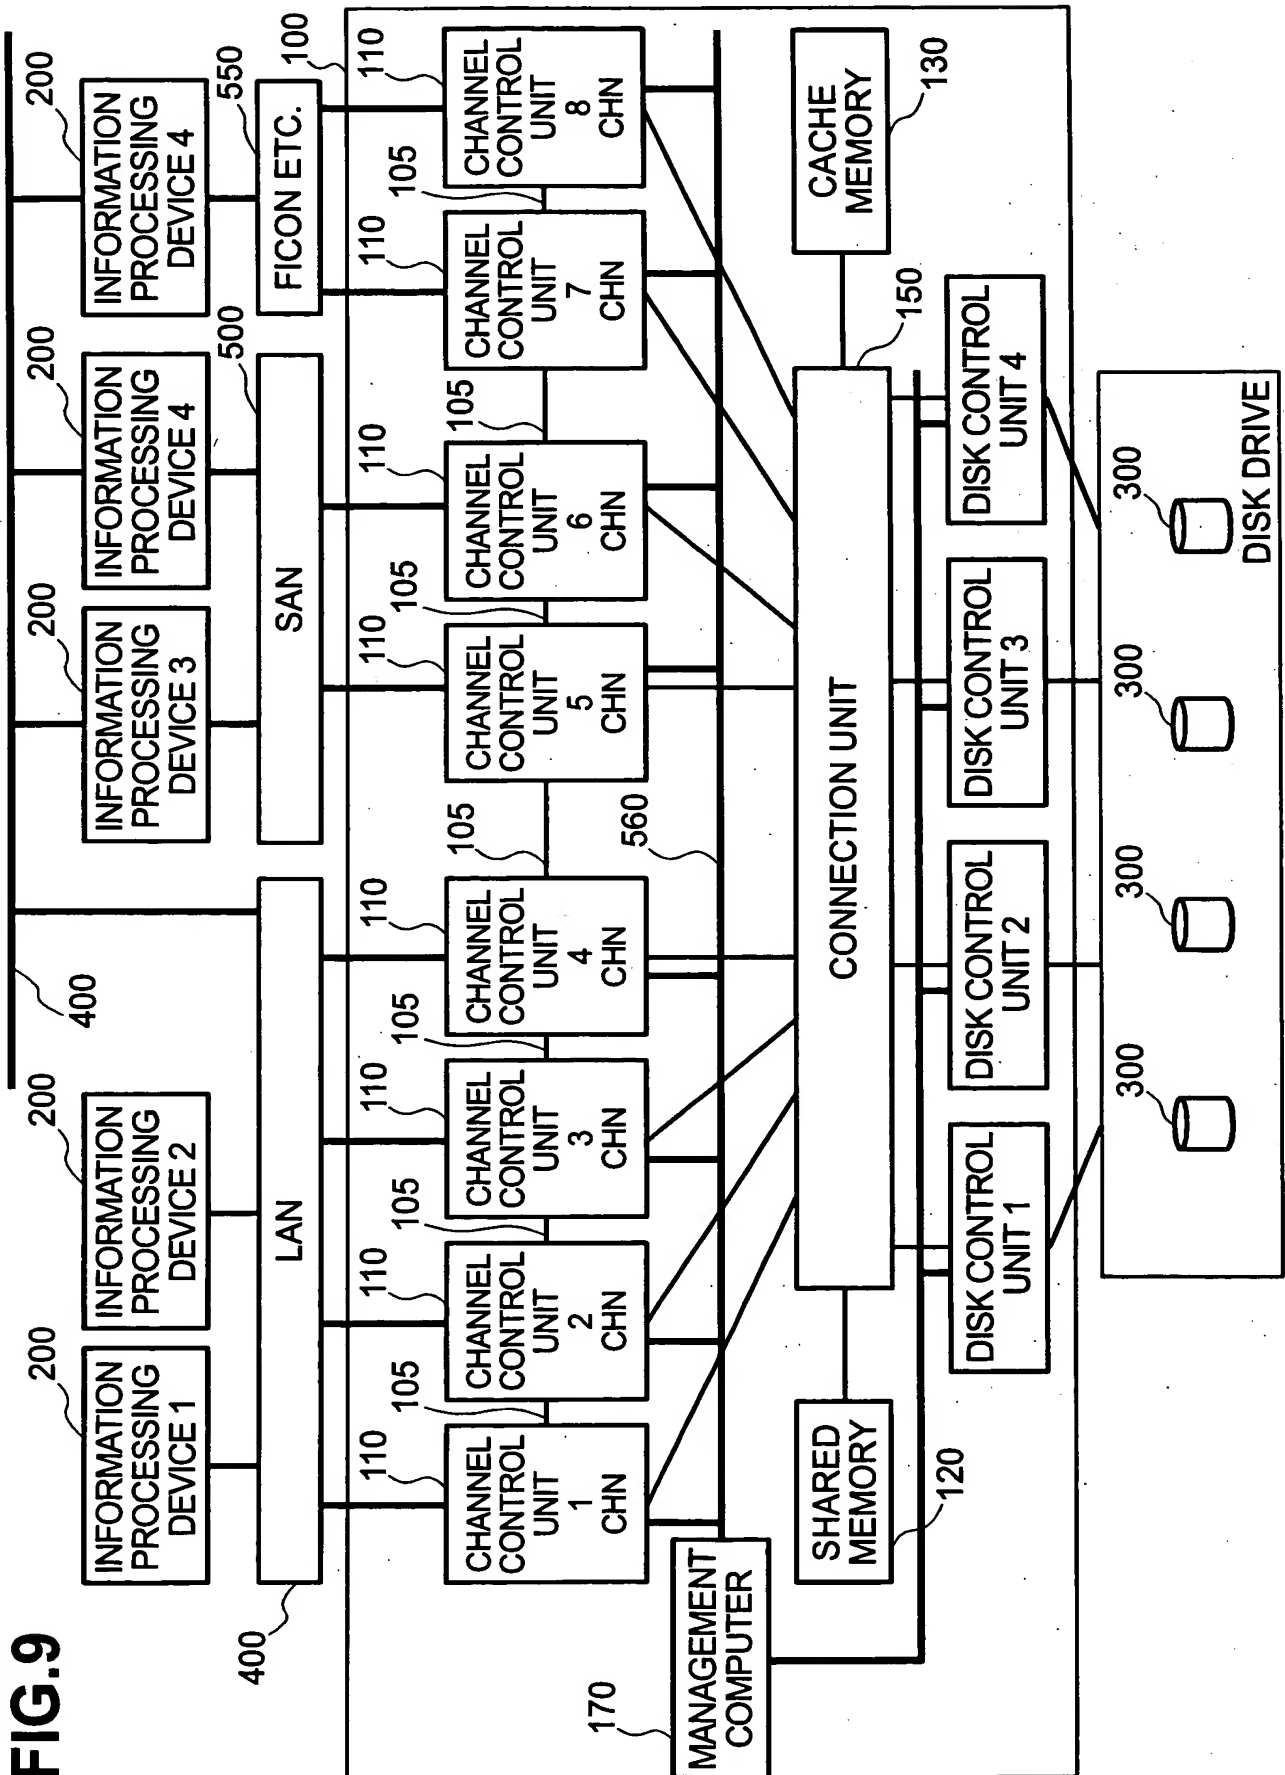 FIG.9
200
INFORMATION
PROCESSING
DEVICE 1
200
INFORMATION
PROCESSING
DEVICE 2
400
200
INFORMATION
PROCESSING
DEVICE 3
200
INFORMATION
PROCESSING
DEVICE 4
200
INFORMATION
PROCESSING
DEVICE 4
400
LAN
SAN
500
FICON ETC.
550
100
110
CHANNEL
CONTROL
UNIT
1
CHN
105
110
CHANNEL
CONTROL
UNIT
2
CHN
105
110
CHANNEL
CONTROL
UNIT
3
CHN
105
110
CHANNEL
CONTROL
UNIT
4
CHN
105
110
CHANNEL
CONTROL
UNIT
5
CHN
105
110
CHANNEL
CONTROL
UNIT
6
CHN
105
110
CHANNEL
CONTROL
UNIT
7
CHN
105
110
CHANNEL
CONTROL
UNIT
8
CHN
560
170
MANAGEMENT
COMPUTER
SHARED
MEMORY
120
CONNECTION UNIT
150
CACHE
MEMORY
130
DISK CONTROL
UNIT 1
DISK CONTROL
UNIT 2
DISK CONTROL
UNIT 3
DISK CONTROL
UNIT 4
300
300
300
300
DISK DRIVE